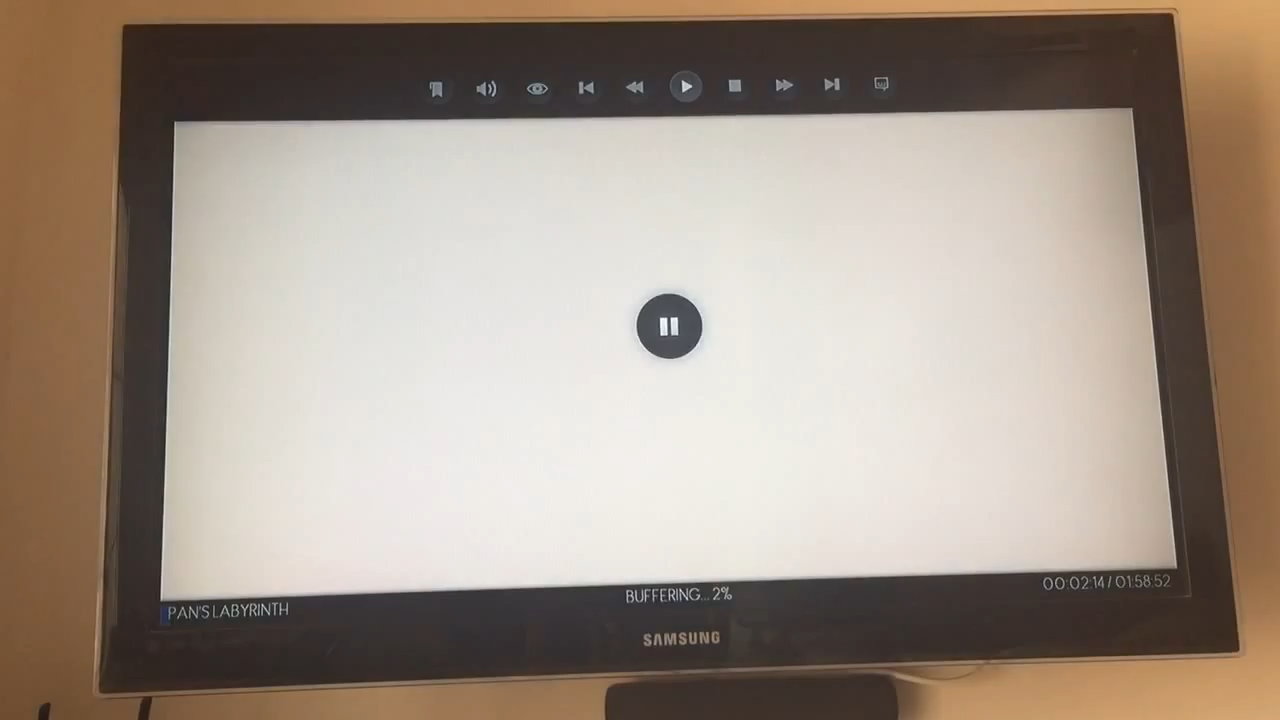 00:02:14 / 01:58:52
BUFFERING... 2%
PAN'S LABYRINTH
SAMSUNG